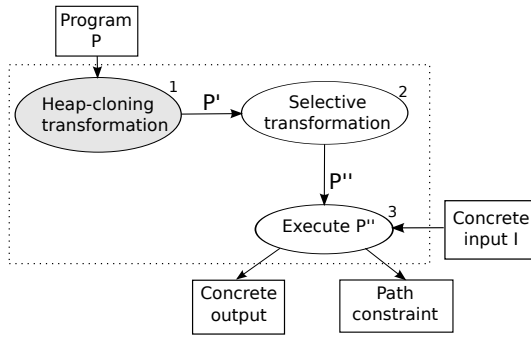 Program
P
1
Heap-cloning
transformation
P'
2
Selective
transformation
P''
3
Execute P''
Concrete
input I
Concrete
output
Path
constraint